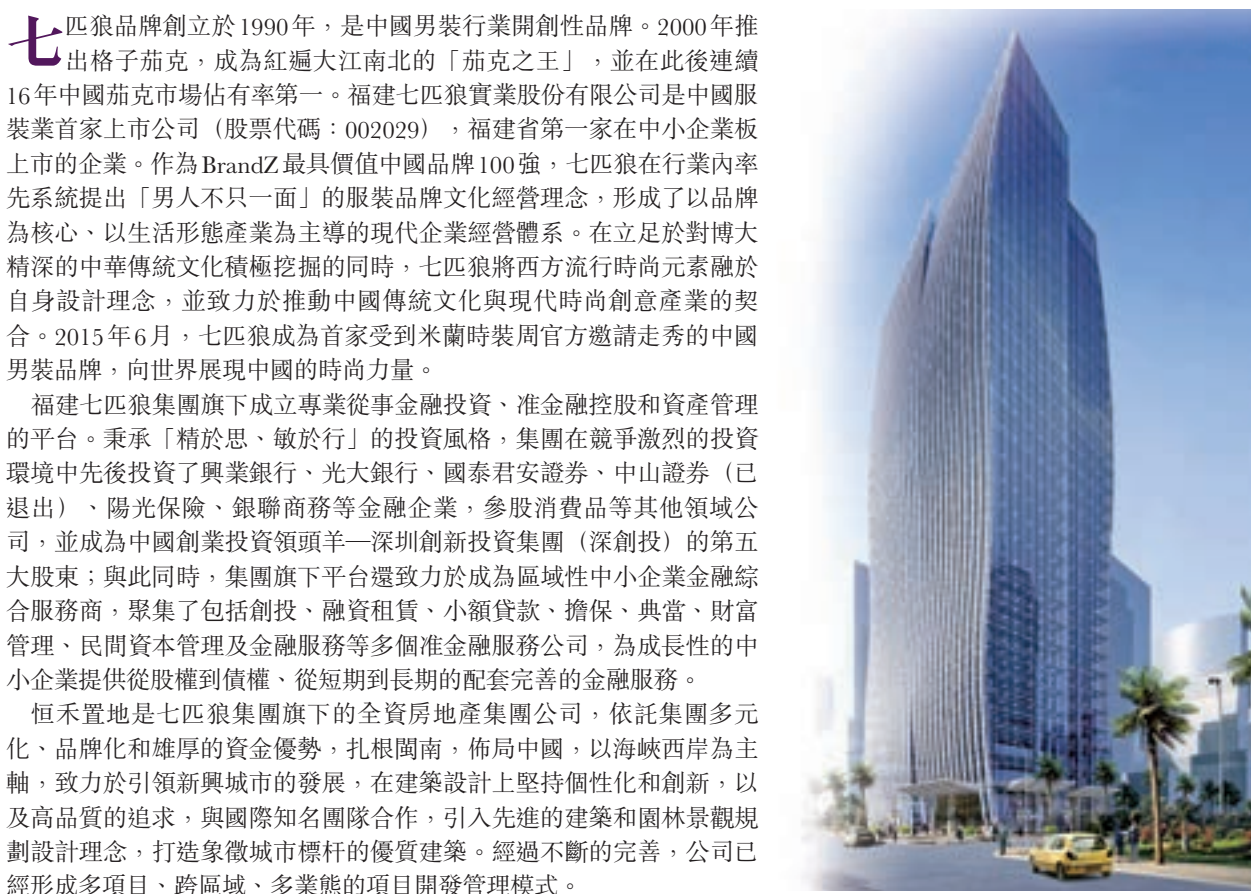 七匹狼品牌創立於1990年，是中國男裝行業開創性品牌。2000年推
出格子茄克，成為紅遍大江南北的「茄克之王」，並在此後連續
16年中國茄克市場佔有率第一。福建七匹狼實業股份有限公司是中國服
裝業首家上市公司（股票代碼：002029），福建省第一家在中小企業板
上市的企業。作為BrandZ最具價值中國品牌100強，七匹狼在行業內率
先系統提出「男人不只一面」的服裝品牌文化經營理念，形成了以品牌
為核心、以生活形態產業為主導的現代企業經營體系。在立足於對博大
精深的中華傳統文化積極挖掘的同時，七匹狼將西方流行時尚元素融於
自身設計理念，並致力於推動中國傳統文化與現代時尚創意產業的契
合。2015年6月，七匹狼成為首家受到米蘭時裝周官方邀請走秀的中國
男裝品牌，向世界展現中國的時尚力量。
福建七匹狼集團旗下成立專業從事金融投資、准金融控股和資產管理
的平台。秉承「精於思、敏於行」的投資風格，集團在競爭激烈的投資
環境中先後投資了興業銀行、光大銀行、國泰君安證券、中山證券（已
退出）、陽光保險、銀聯商務等金融企業，參股消費品等其他領域公
司，並成為中國創業投資領頭羊—深圳創新投資集團（深創投）的第五
大股東；與此同時，集團旗下平台還致力於成為區域性中小企業金融綜
合服務商，聚集了包括創投、融資租賃、小額貸款、擔保、典當、財富
管理、民間資本管理及金融服務等多個准金融服務公司，為成長性的中
小企業提供從股權到債權、從短期到長期的配套完善的金融服務。
恒禾置地是七匹狼集團旗下的全資房地產集團公司，依託集團多元
化、品牌化和雄厚的資金優勢，扎根閩南，佈局中國，以海峽西岸為主
軸，致力於引領新興城市的發展，在建築設計上堅持個性化和創新，以
及高品質的追求，與國際知名團隊合作，引入先進的建築和園林景觀規
劃設計理念，打造象徵城市標杆的優質建築。經過不斷的完善，公司已
經形成多項目、跨區域、多業態的項目開發管理模式。